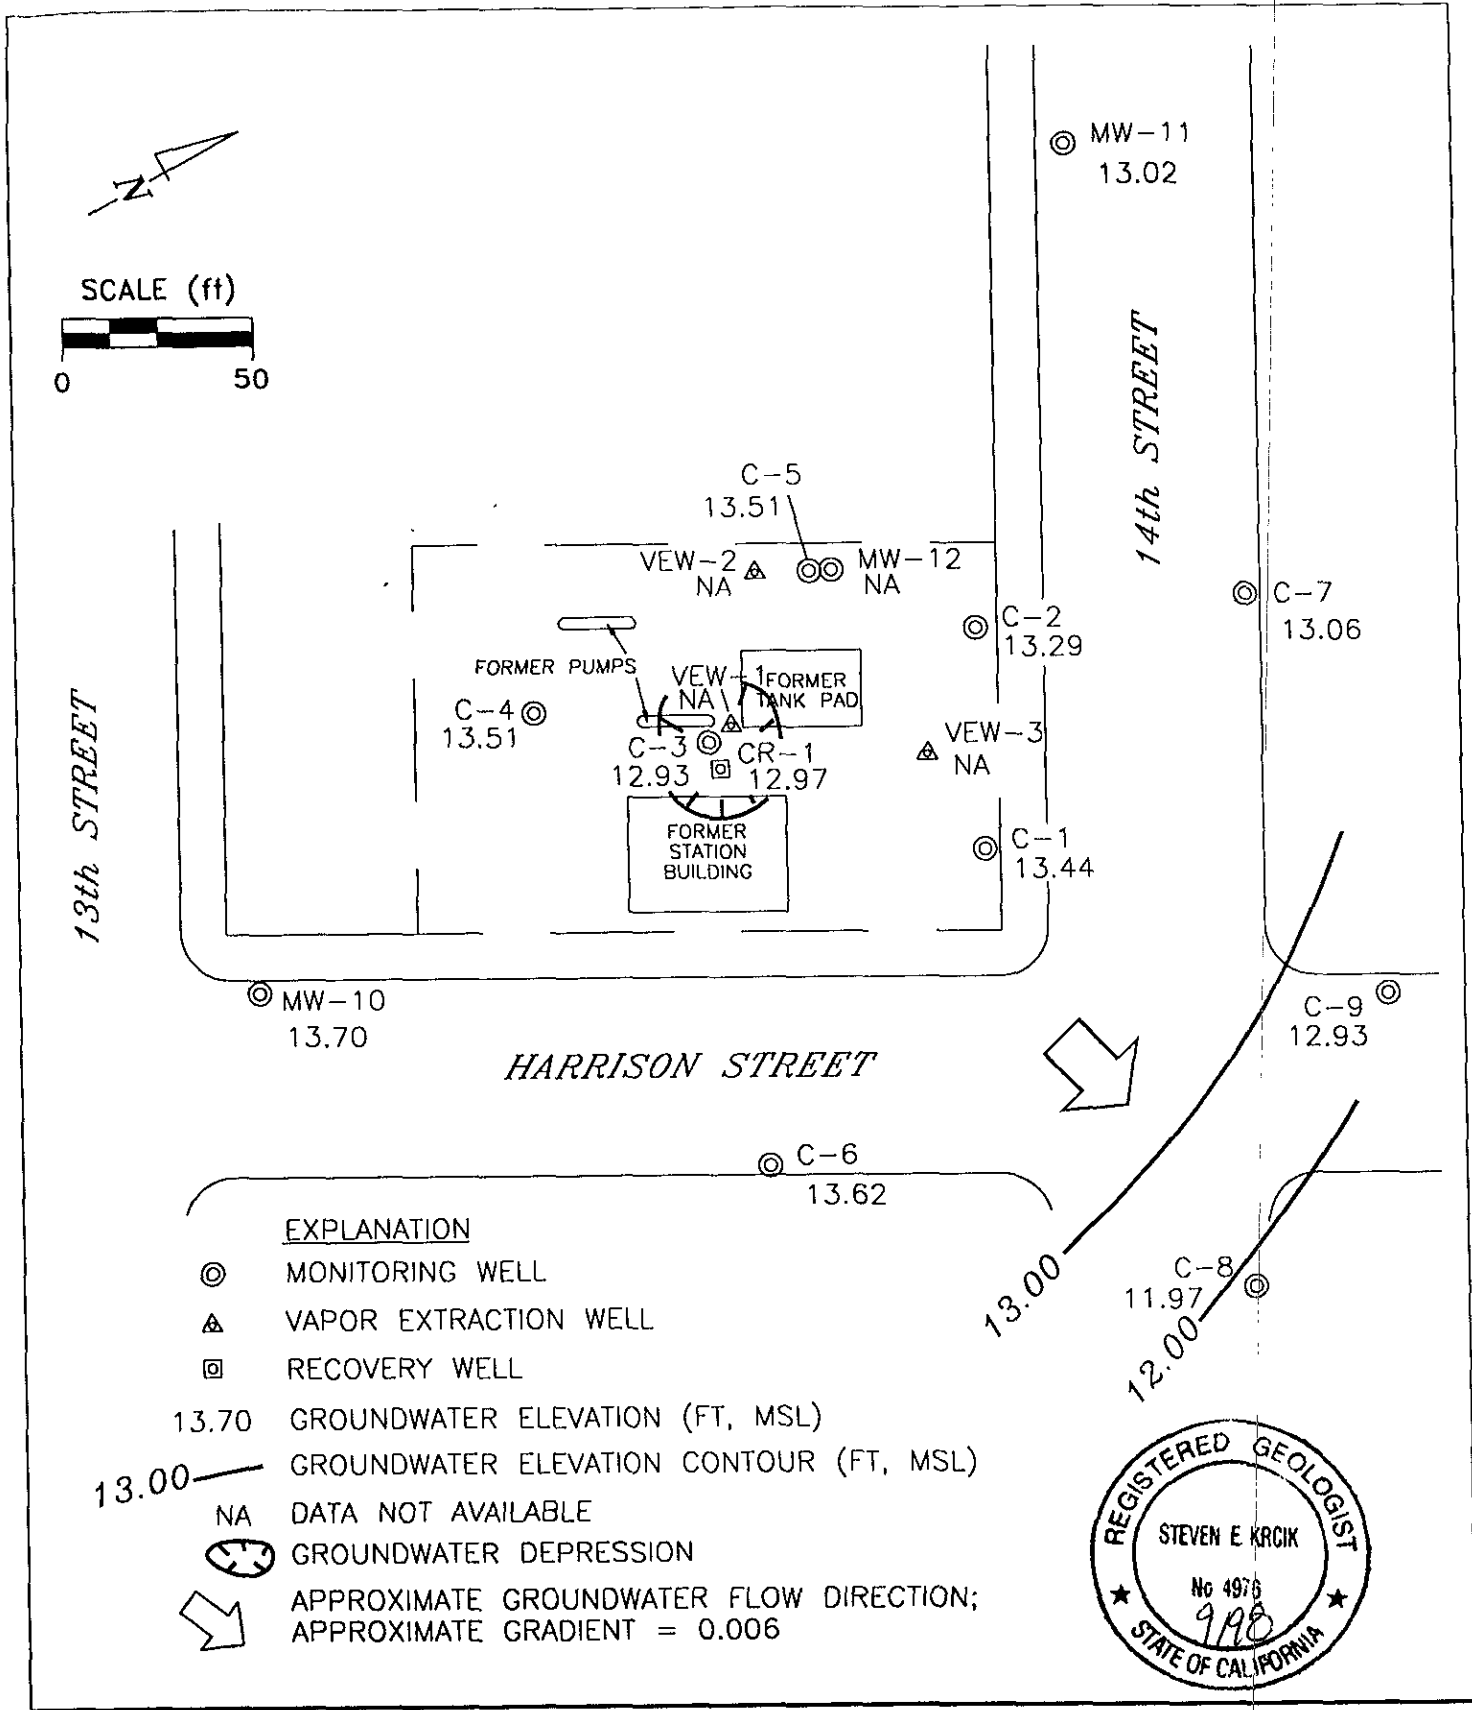 MW-11
13.02
N
SCALE (ft)
0 50
14th STREET
C-5
13.51
VEW-2
NA
MW-12
NA
C-7
13.06
C-2
13.29
FORMER PUMPS
VEW-1
NA
FORMER
TANK PAD
C-4
13.51
C-3
12.93
CR-1
12.97
VEW-3
NA
13th STREET
FORMER
STATION
BUILDING
C-1
13.44
MW-10
13.70
C-9
12.93
HARRISON STREET
C-6
13.62
13.00
C-8
11.97
12.00
EXPLANATION
MONITORING WELL
VAPOR EXTRACTION WELL
RECOVERY WELL
13.70 GROUNDWATER ELEVATION (FT, MSL)
13.00 GROUNDWATER ELEVATION CONTOUR (FT, MSL)
NA DATA NOT AVAILABLE
GROUNDWATER DEPRESSION
APPROXIMATE GROUNDWATER FLOW DIRECTION;
APPROXIMATE GRADIENT = 0.006
REGISTERED GEOLOGIST
STEVEN E KRCIK
No 4976
9/98
STATE OF CALIFORNIA